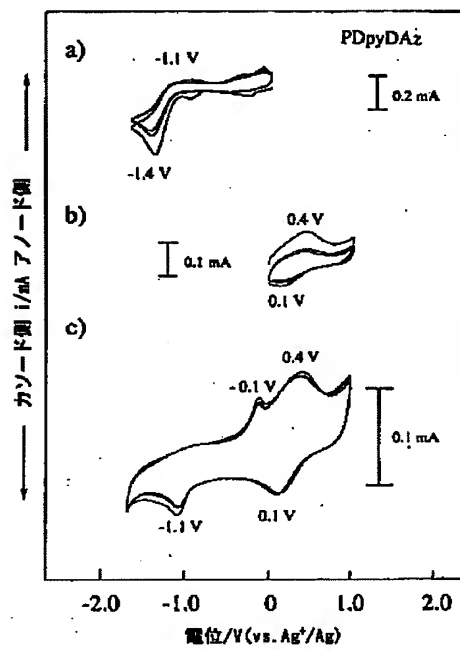 PDpyDAz
a)
-1.1 V
0.2 mA
-1.4 V
b)
0.4 V
0.1 mA
0.1 V
c)
0.4 V
-0.1 V
0.1 mA
-1.1 V
0.1 V
カソード側 i/mA アノード側
-2.0 -1.0 0 1.0
電位/V(vs. Ag⁺/Ag)